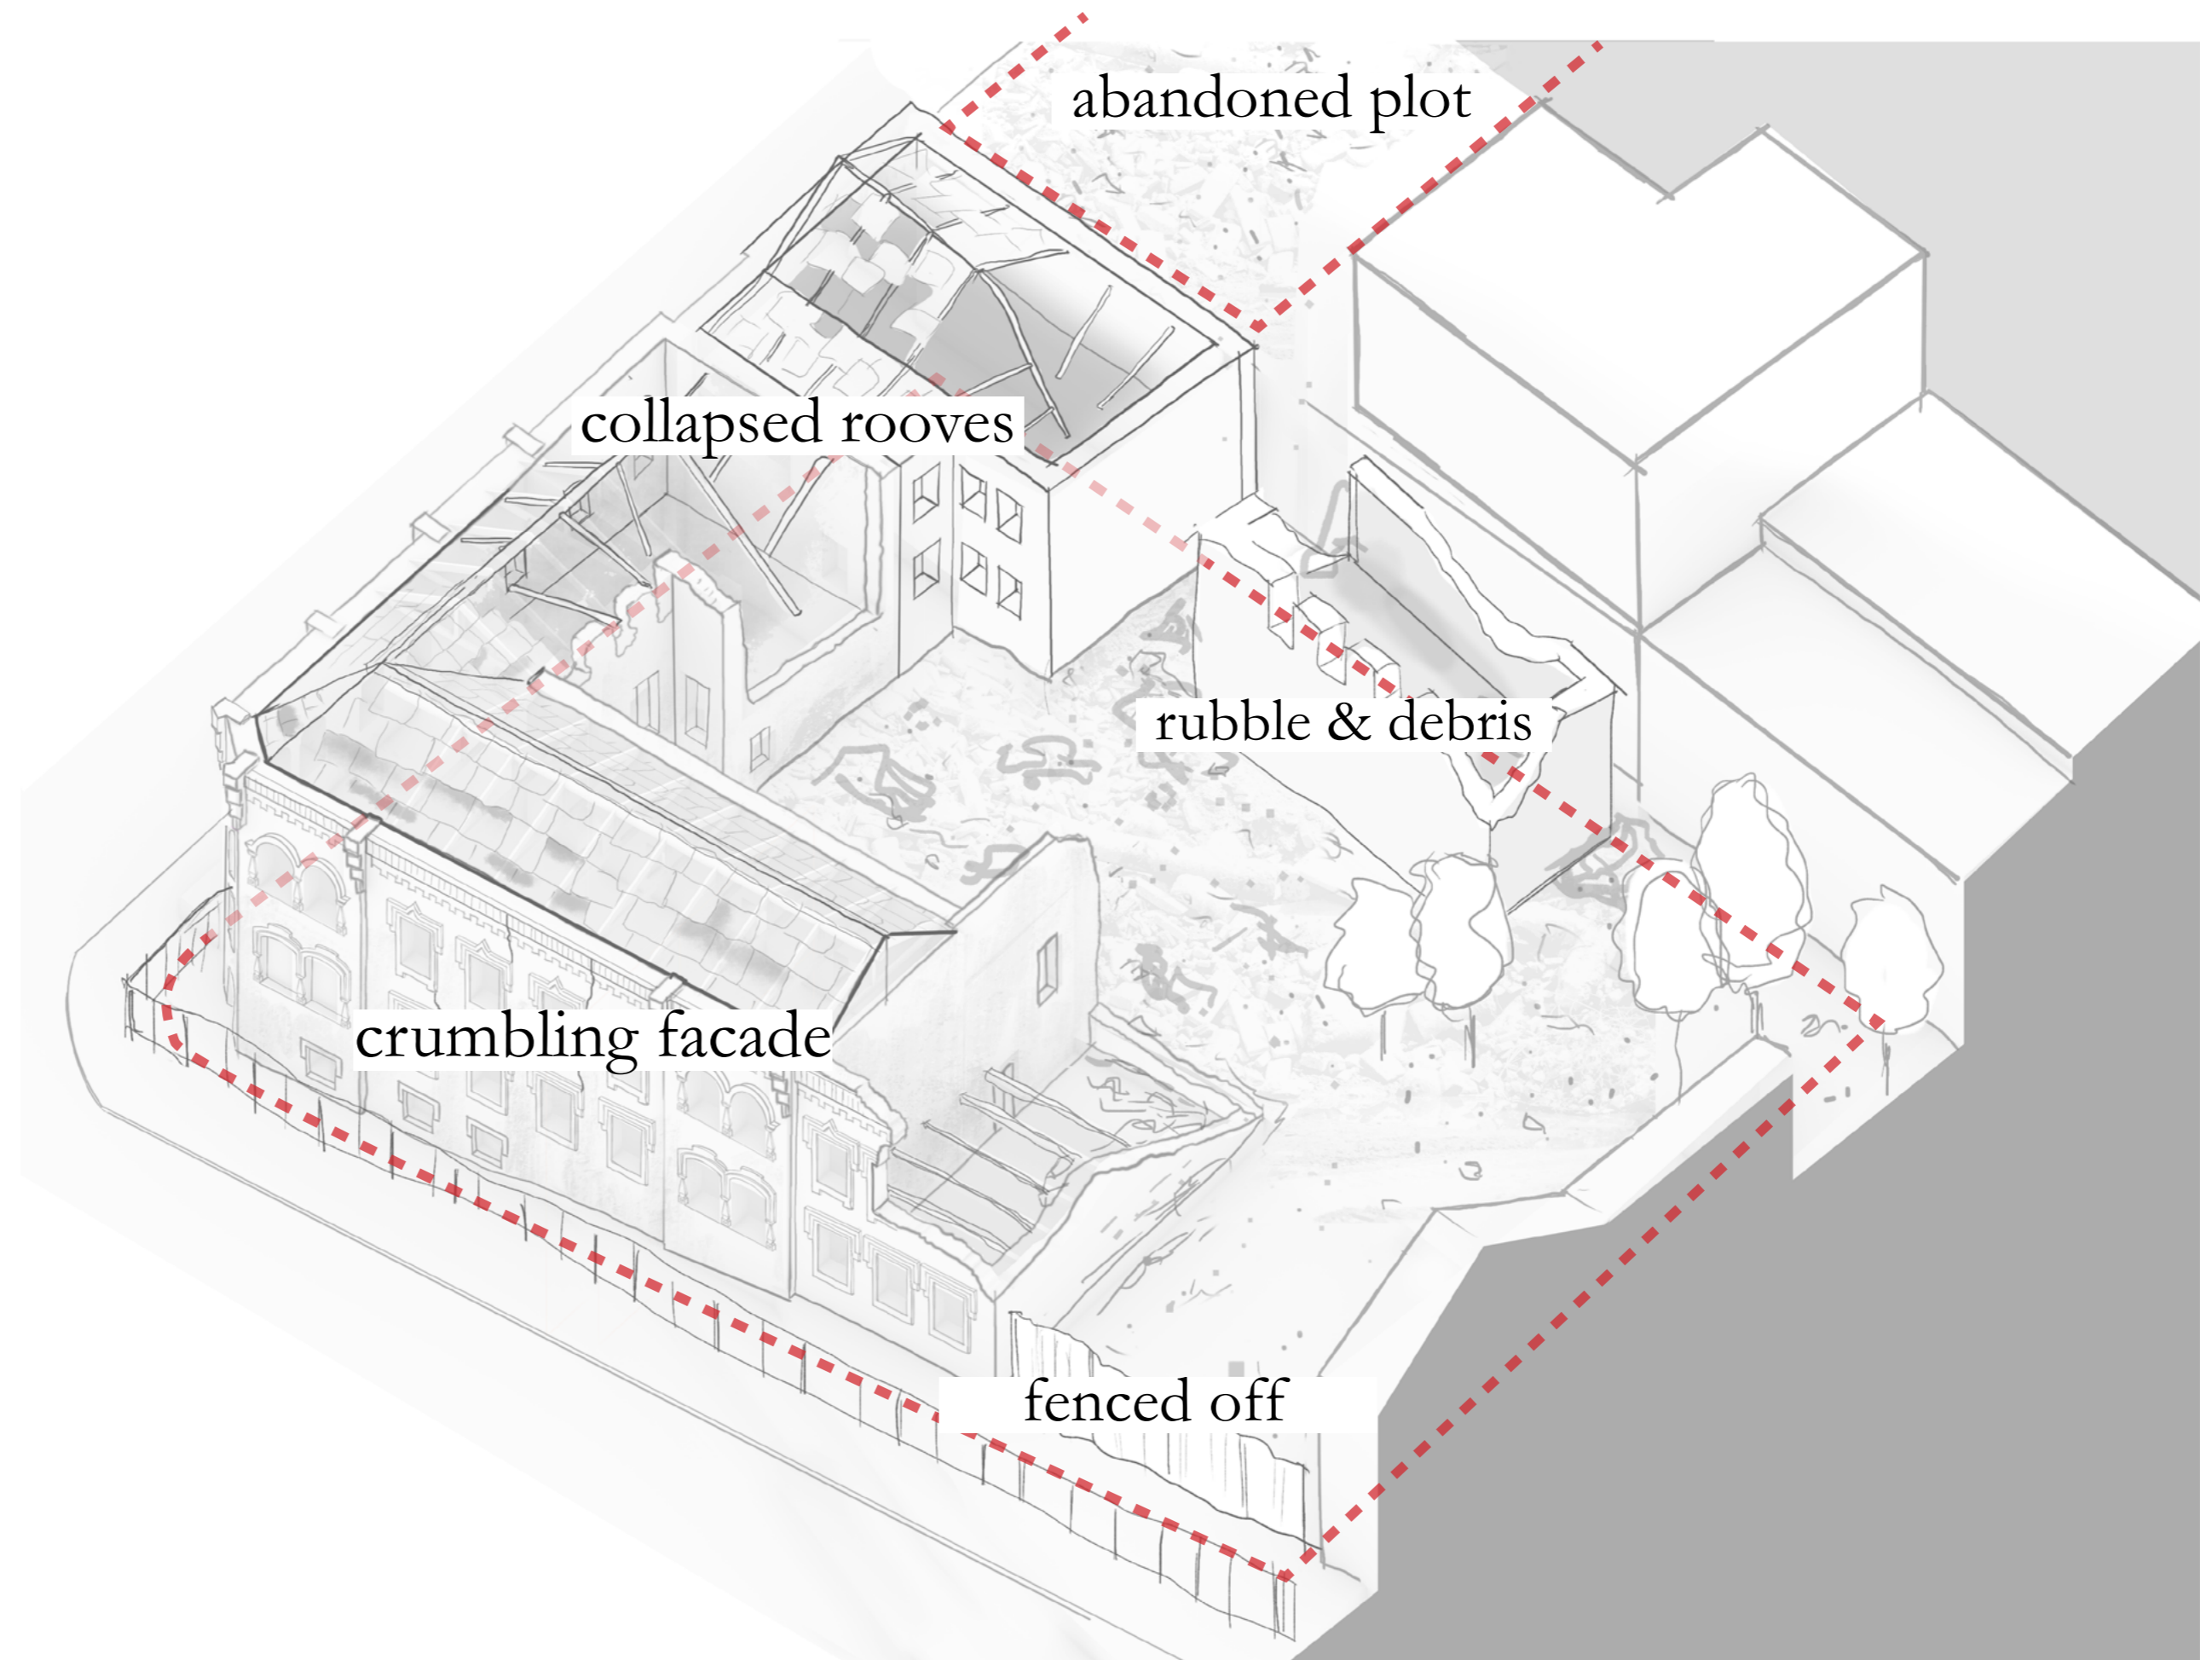 abandoned plot
collapsed rooves
rubble & debris
crumbling facade
fenced off